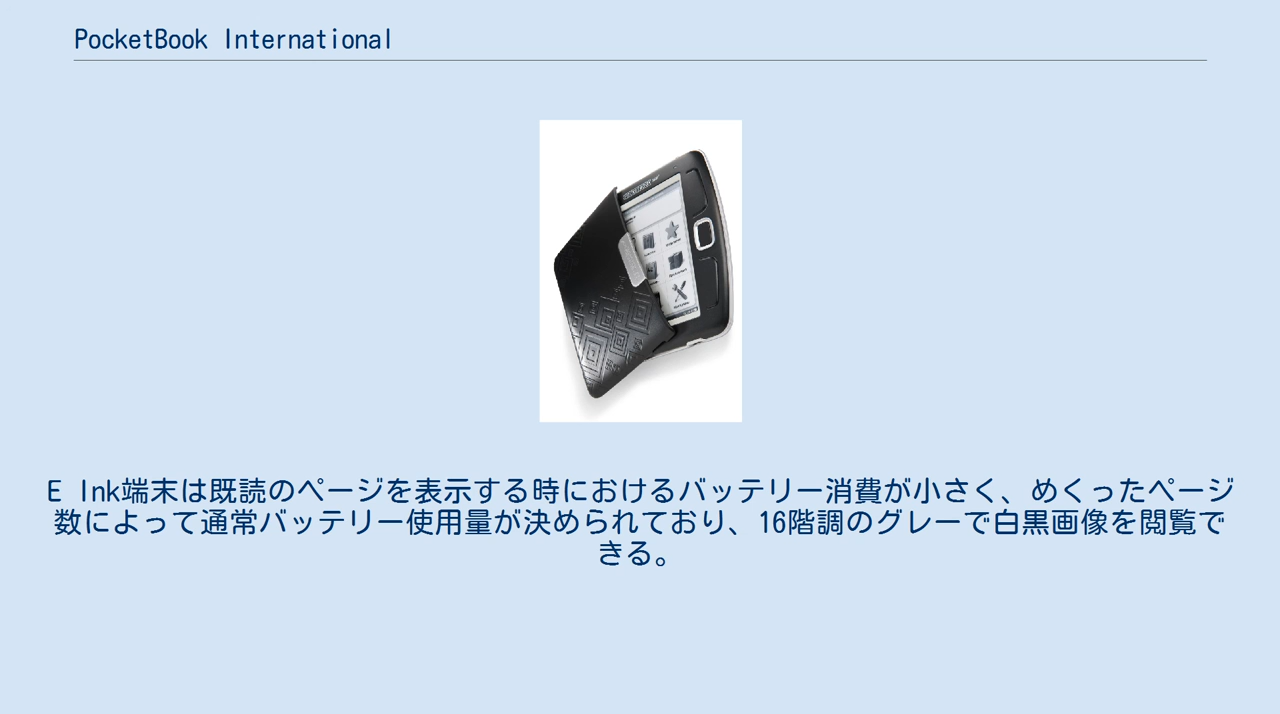 PocketBook International
E Ink端末は既読のページを表示する時におけるバッテリー消費が小さく、めくったページ
数によって通常バッテリー使用量が決められており、16階調のグレーで白黒画像を閲覧で
きる。